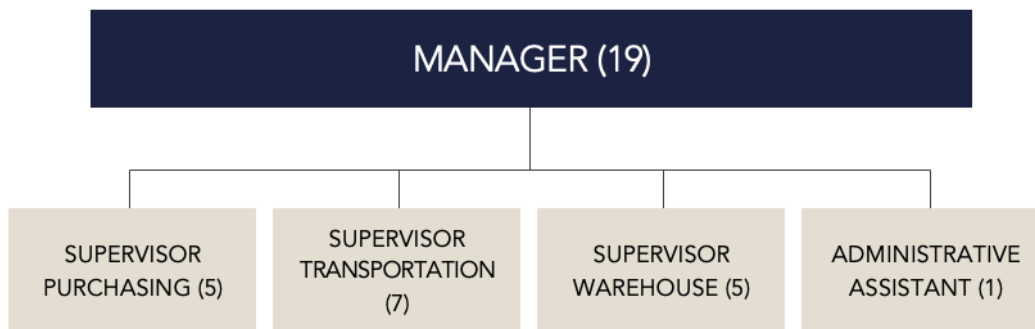 MANAGER (19)
SUPERVISOR
PURCHASING (5)
SUPERVISOR
TRANSPORTATION
(7)
SUPERVISOR
WAREHOUSE (5)
ADMINISTRATIVE
ASSISTANT (1)